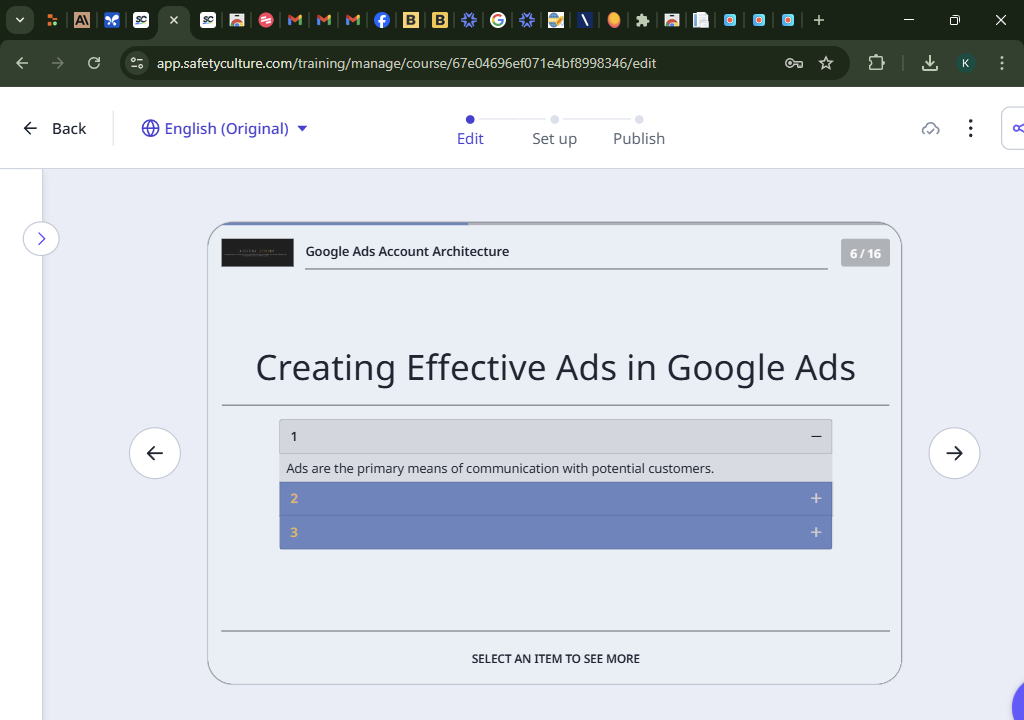 app.safetyculture.com/training/manage/course/67e04696ef071e4bf8998346/edit
K
Back
English (Original)
Edit
Set up
Publish
Google Ads Account Architecture
6 / 16
Creating Effective Ads in Google Ads
1
Ads are the primary means of communication with potential customers.
2
3
SELECT AN ITEM TO SEE MORE